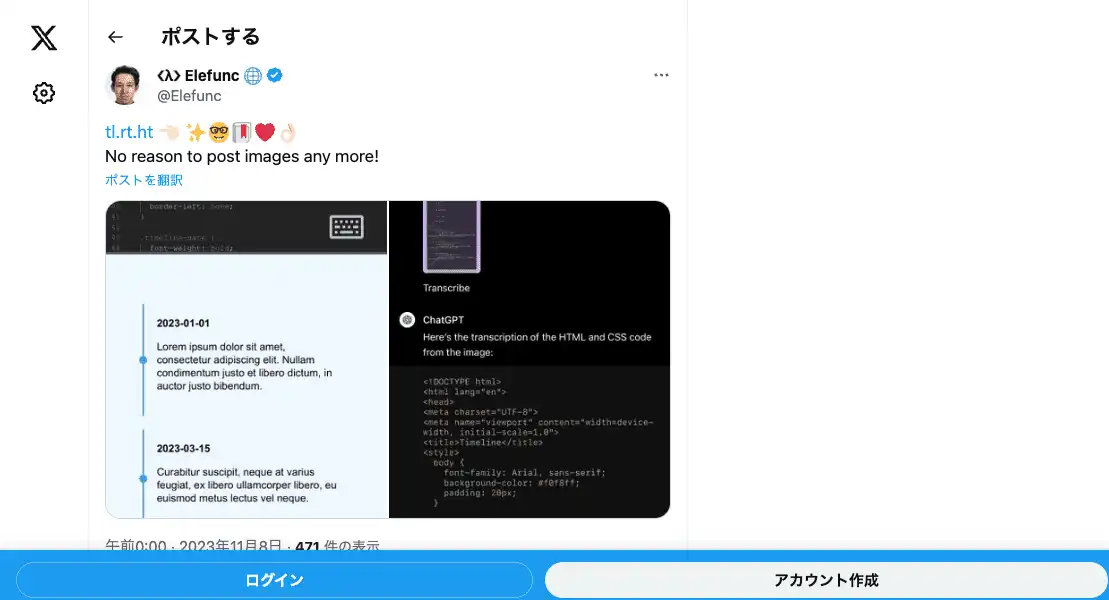 ポストする
‹λ› Elefunc
@Elefunc
tl.rt.ht
No reason to post images any more!
ポストを翻訳
border-left: none;
}
.timeline-date {
font-weight: bold;
2023-01-01
Lorem ipsum dolor sit amet,
consectetur adipiscing elit. Nullam
condimentum justo et libero dictum, in
auctor justo bibendum.
2023-03-15
Curabitur suscipit, neque at varius
feugiat, ex libero ullamcorper libero, eu
euismod metus lectus vel neque.
Transcribe
ChatGPT
Here's the transcription of the HTML and CSS code
from the image:
<!DOCTYPE html>
<html lang="en">
<head>
<meta charset="UTF-8">
<meta name="viewport" content="width=device-
width, initial-scale=1.0">
<title>Timeline</title>
<style>
body {
font-family: Arial, sans-serif;
background-color: #f0f8ff;
padding: 20px;
}
午前0:00 · 2023年11月8日 · 471 件の表示
ログイン
アカウント作成